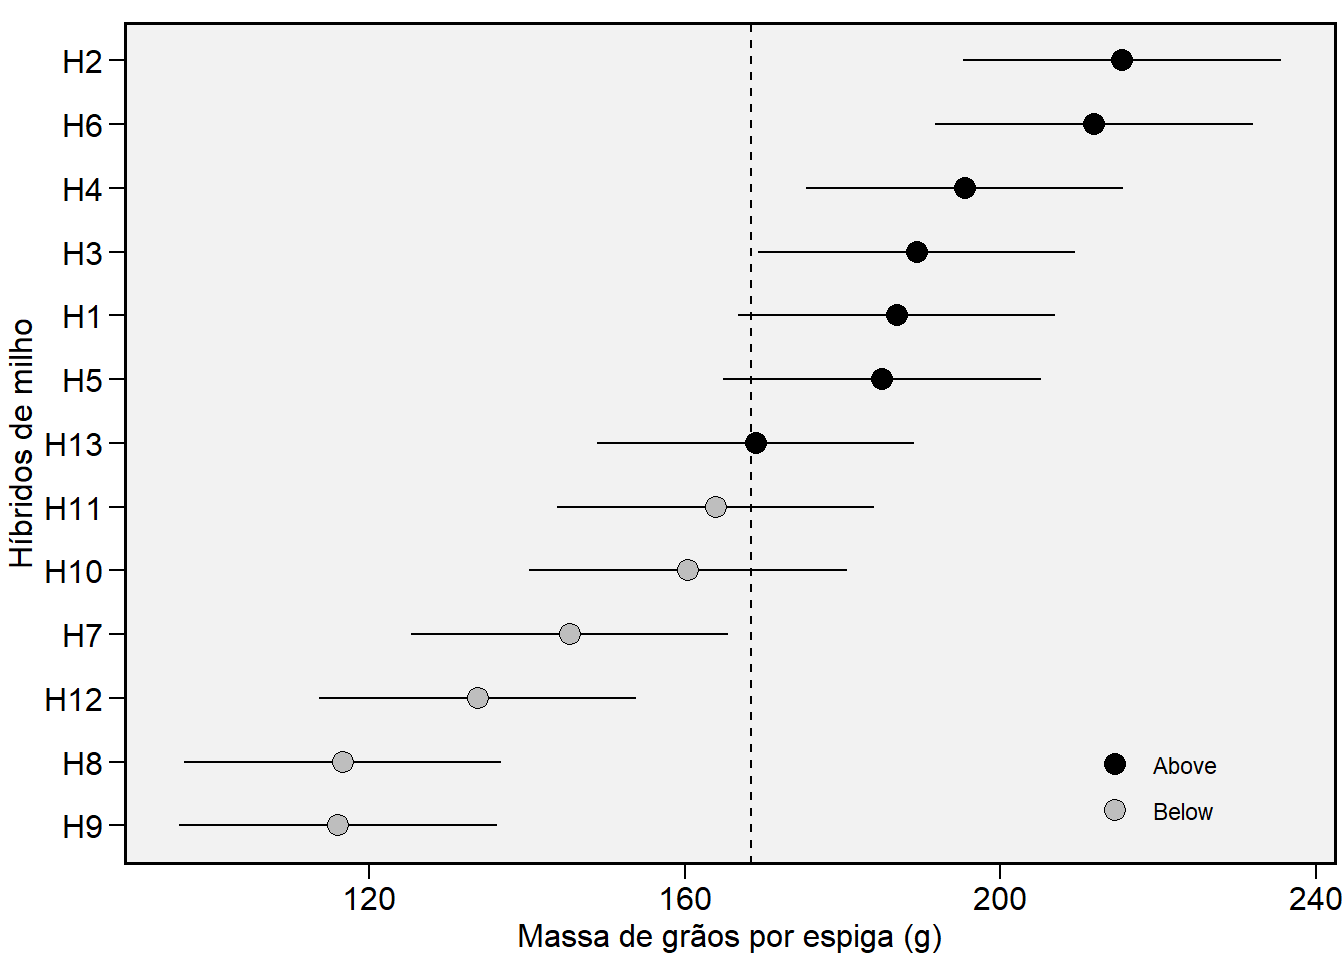 Híbridos de milho
H2
H6
H4
H3
H1
H5
H13
H11
H10
H7
H12
H8
H9
Above
Below
120 160 200 240
Massa de grãos por espiga (g)